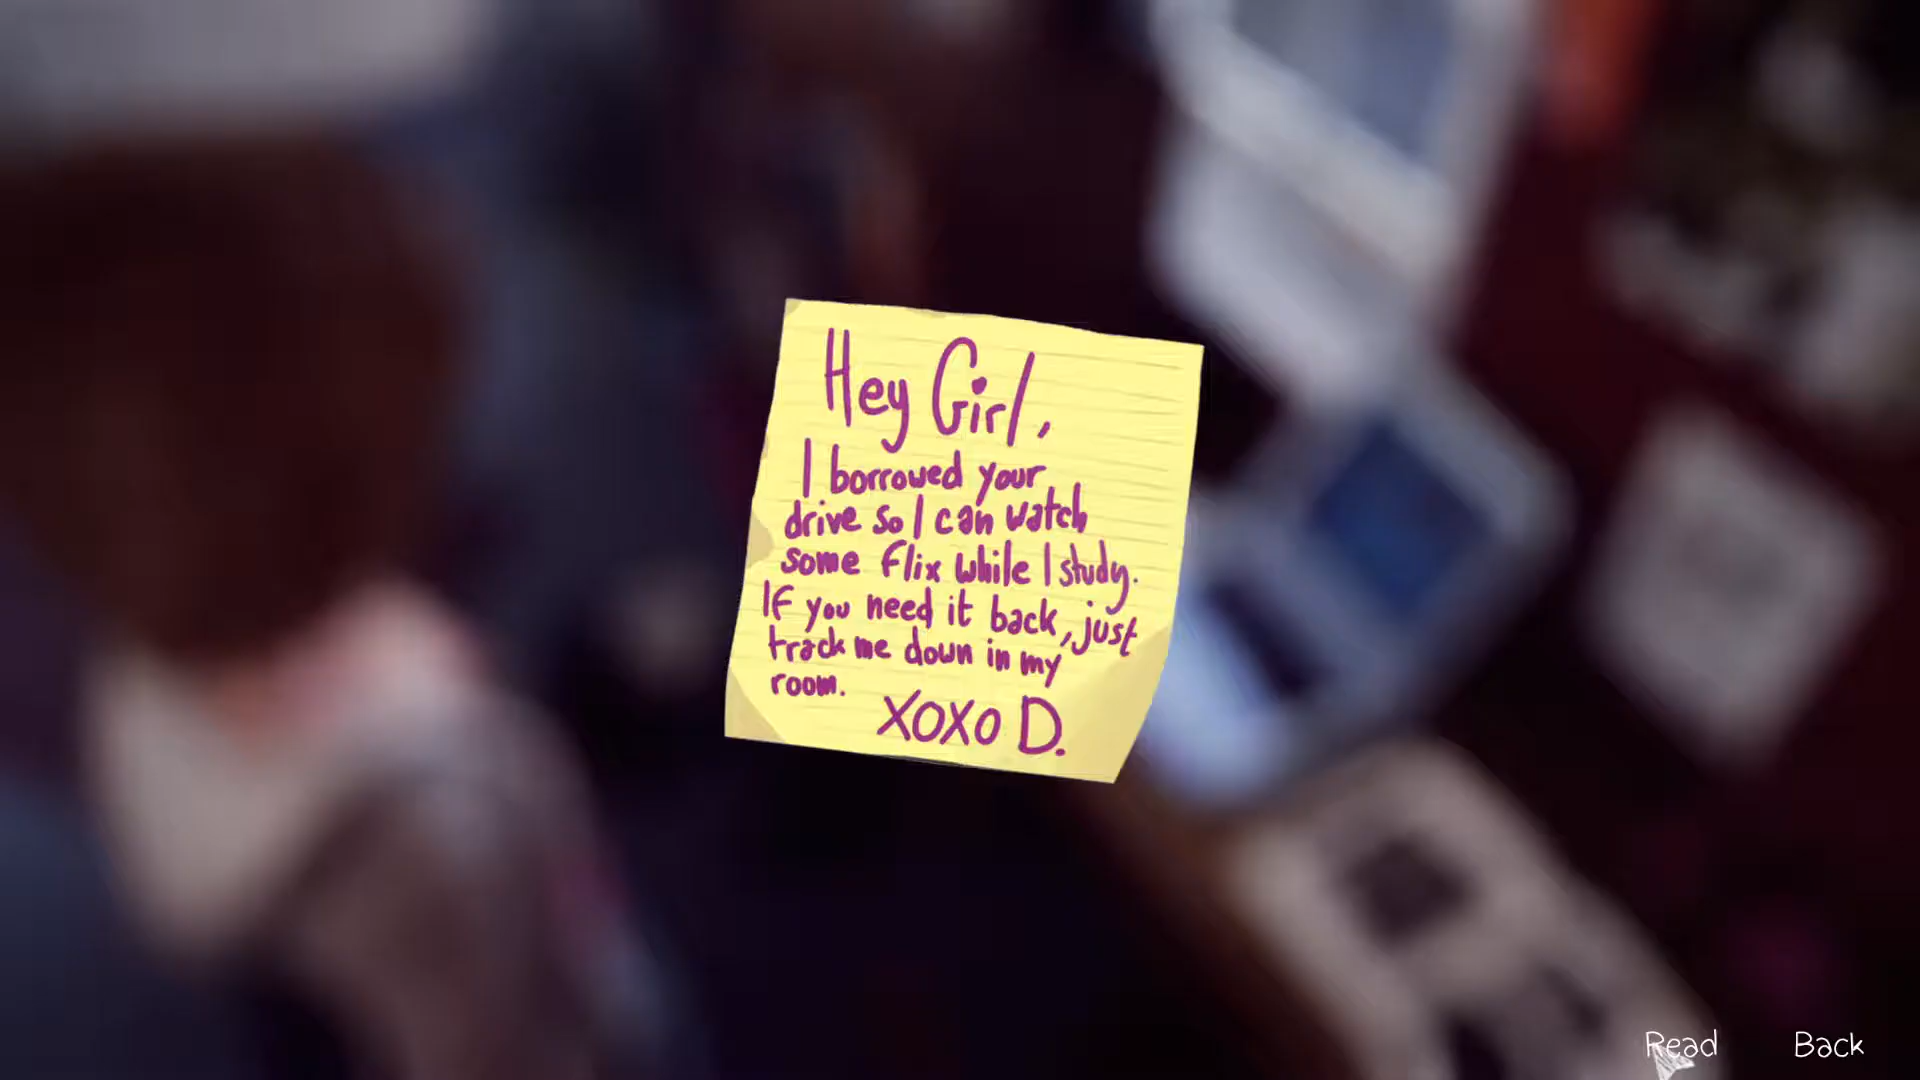 Hey Girl,
I borrowed your
drive so I can watch
some flix while I study.
If you need it back, just
track me down in my
room.
XOXO D.
Read
Back